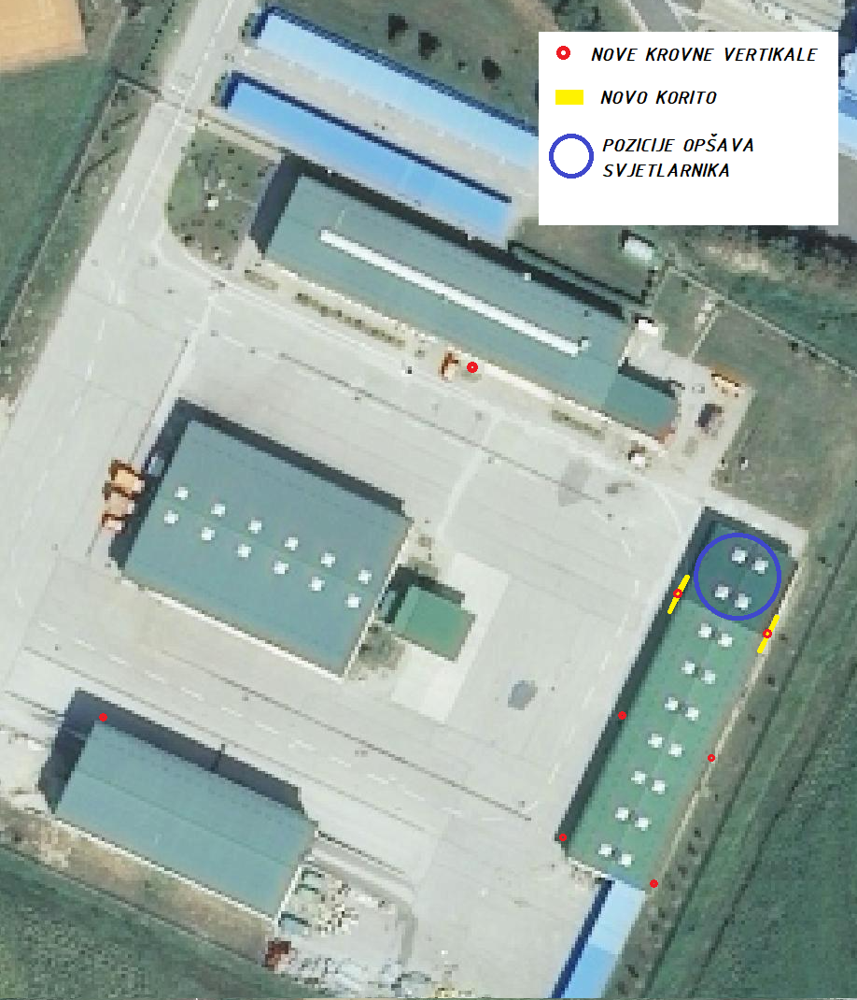 NOVE KROVNE VERTIKALE
NOVO KORITO
POZICIJE OPŠAVA
SVJETLARNIKA